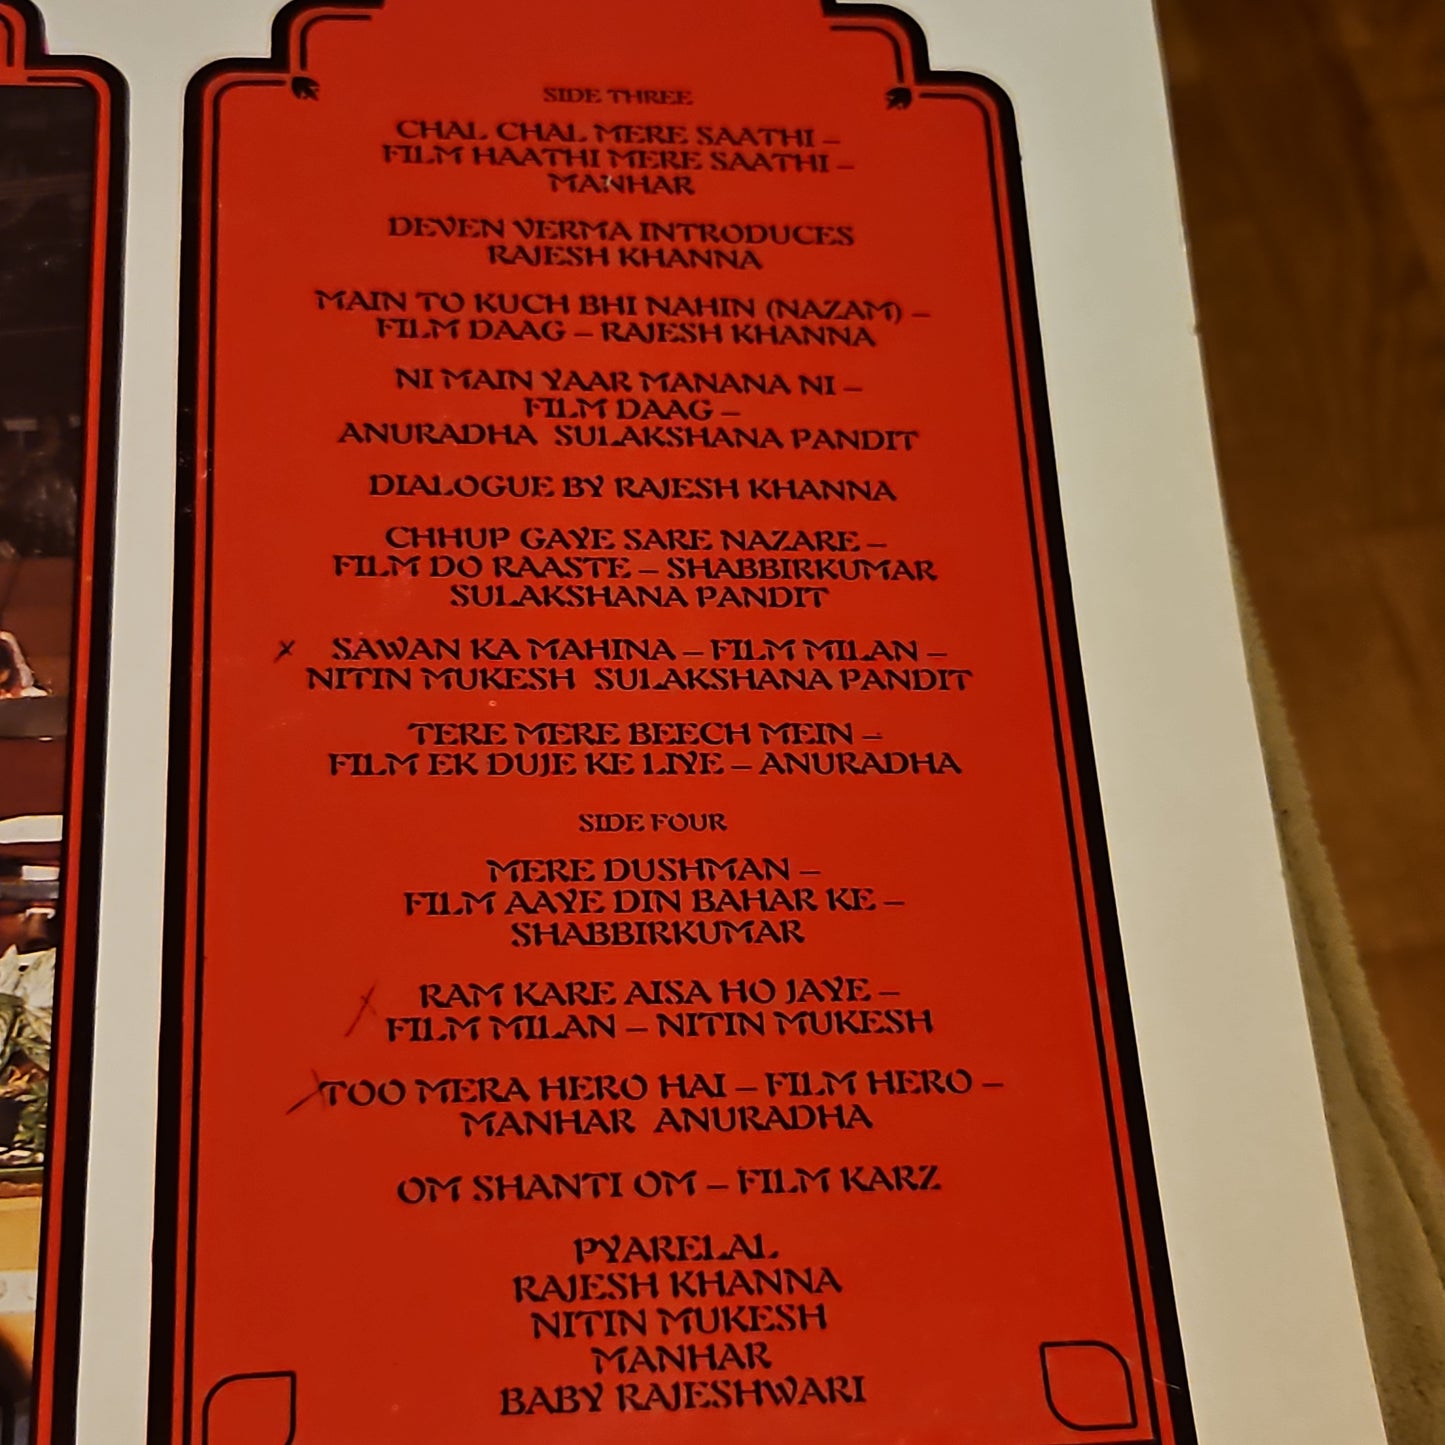 SIDE THREE
CHAL CHAL MERE SAATHI –
FILM HAATHI MERE SAATHI –
MANHAR
DEVEN VERMA INTRODUCES
RAJESH KHANNA
MAIN TO KUCH BHI NAHIN (NAZAM) –
FILM DAAG – RAJESH KHANNA
NI MAIN YAAR MANANA NI –
FILM DAAG –
ANURADHA SULAKSHANA PANDIT
DIALOGUE BY RAJESH KHANNA
CHHUP GAYE SARE NAZARE –
FILM DO RAASTE – SHABBIRKUMAR
SULAKSHANA PANDIT
x SAWAN KA MAHINA – FILM MILAN –
NITIN MUKESH SULAKSHANA PANDIT
TERE MERE BEECH MEIN –
FILM EK DUJE KE LIYE – ANURADHA
SIDE FOUR
MERE DUSHMAN –
FILM AAYE DIN BAHAR KE –
SHABBIRKUMAR
x RAM KARE AISA HO JAYE –
FILM MILAN – NITIN MUKESH
x TOO MERA HERO HAI – FILM HERO –
MANHAR ANURADHA
OM SHANTI OM – FILM KARZ
PYARELAL
RAJESH KHANNA
NITIN MUKESH
MANHAR
BABY RAJESHWARI